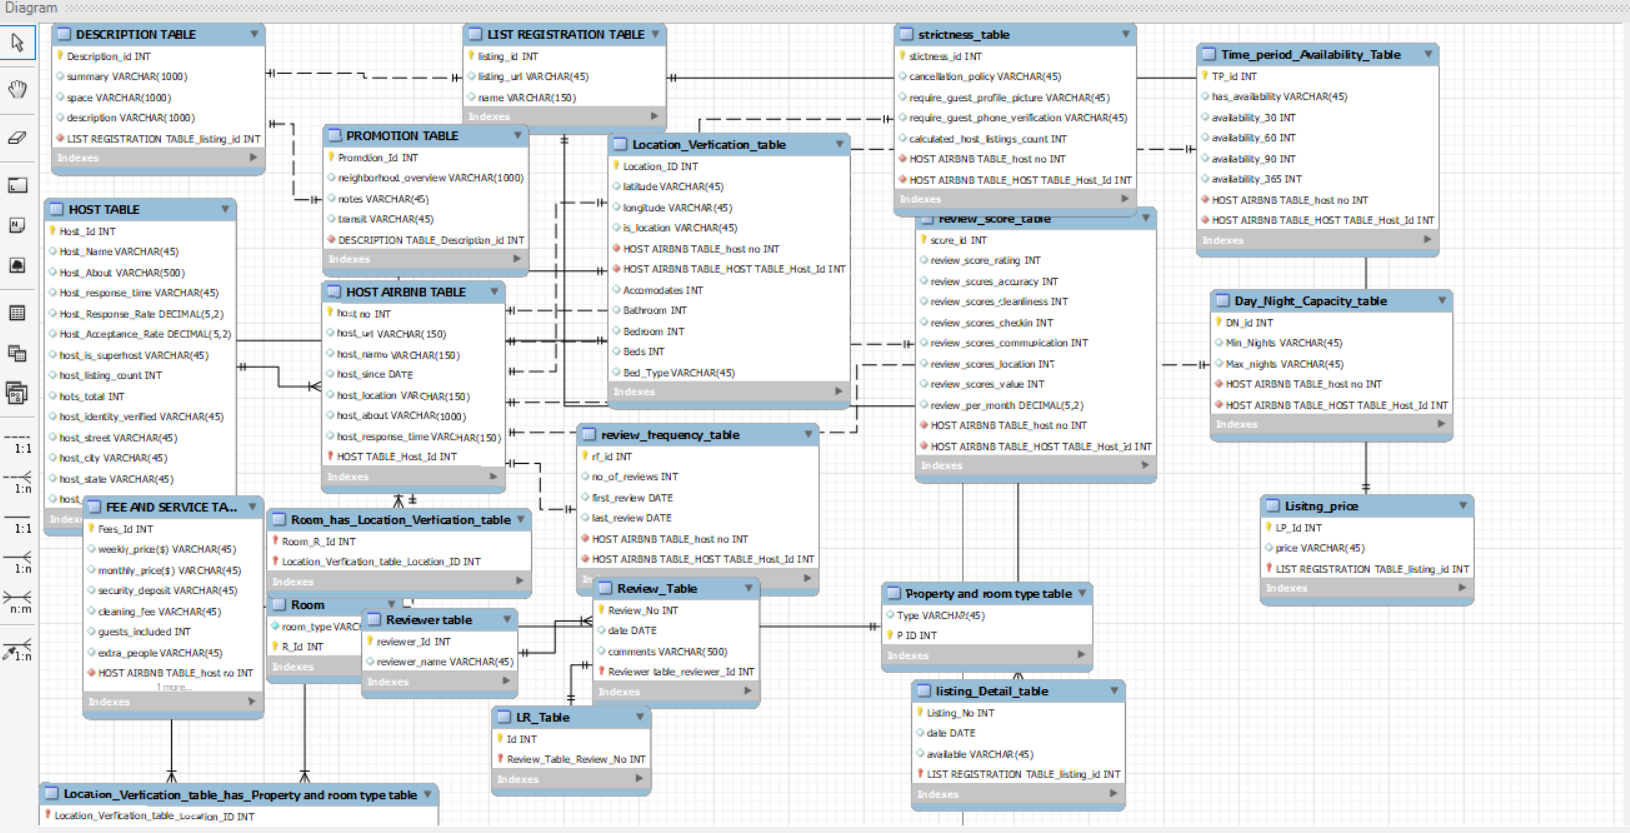 Diagram
DESCRIPTION TABLE
Description_id INT
summary VARCHAR(1000)
space VARCHAR(1000)
description VARCHAR(1000)
LIST REGISTRATION TABLE_listing_id INT
Indexes
LIST REGISTRATION TABLE
listing_id INT
listing_url VARCHAR(45)
name VARCHAR(150)
Indexes
strictness_table
stictness_id INT
cancellation_policy VARCHAR(45)
require_guest_profile_picture VARCHAR(45)
require_guest_phone_verification VARCHAR(45)
calculated_host_listings_count INT
HOST AIRBNB TABLE_host no INT
HOST AIRBNB TABLE_HOST TABLE_Host_Id INT
Indexes
Time_period_Availability_Table
TP_id INT
has_availability VARCHAR(45)
availability_30 INT
availability_60 INT
availability_90 INT
availability_365 INT
HOST AIRBNB TABLE_host no INT
HOST AIRBNB TABLE_HOST TABLE_Host_Id INT
Indexes
PROMOTION TABLE
Promotion_Id INT
neighborhood_overview VARCHAR(1000)
notes VARCHAR(45)
transit VARCHAR(45)
DESCRIPTION TABLE_Description_id INT
Indexes
Location_Verfication_table
Location_ID INT
latitude VARCHAR(45)
longitude VARCHAR(45)
is_location VARCHAR(45)
HOST AIRBNB TABLE_host no INT
HOST AIRBNB TABLE_HOST TABLE_Host_Id INT
Accomodates INT
Bathroom INT
Bedroom INT
Beds INT
Bed_Type VARCHAR(45)
Indexes
HOST TABLE
Host_Id INT
Host_Name VARCHAR(45)
Host_About VARCHAR(500)
Host_response_time VARCHAR(45)
Host_Response_Rate DECIMAL(5,2)
Host_Acceptance_Rate DECIMAL(5,2)
host_is_superhost VARCHAR(45)
host_listing_count INT
hots_total INT
host_identity_verified VARCHAR(45)
host_street VARCHAR(45)
host_city VARCHAR(45)
host_state VARCHAR(45)
host_
Indexe
review_score_table
score_id INT
review_score_rating INT
review_scores_accuracy INT
review_scores_cleanliness INT
review_scores_checkin INT
review_scores_communication INT
review_scores_location INT
review_scores_value INT
review_per_month DECIMAL(5,2)
HOST AIRBNB TABLE_host no INT
HOST AIRBNB TABLE_HOST TABLE_Host_Id INT
Indexes
HOST AIRBNB TABLE
host no INT
host_url VARCHAR(150)
host_name VARCHAR(150)
host_since DATE
host_location VARCHAR(150)
host_about VARCHAR(1000)
host_response_time VARCHAR(150)
HOST TABLE_Host_Id INT
Indexes
Day_Night_Capacity_table
DN_id INT
Min_Nights VARCHAR(45)
Max_nights VARCHAR(45)
HOST AIRBNB TABLE_host no INT
HOST AIRBNB TABLE_HOST TABLE_Host_Id INT
Indexes
review_frequency_table
rf_id INT
no_of_reviews INT
first_review DATE
last_review DATE
HOST AIRBNB TABLE_host no INT
HOST AIRBNB TABLE_HOST TABLE_Host_Id INT
In
FEE AND SERVICE TA...
Fees_Id INT
weekly_price($) VARCHAR(45)
monthly_price($) VARCHAR(45)
security_deposit VARCHAR(45)
cleaning_fee VARCHAR(45)
guests_included INT
extra_people VARCHAR(45)
HOST AIRBNB TABLE_host no INT
1 more...
Indexes
Room_has_Location_Verfication_table
Room_R_Id INT
Location_Verfication_table_Location_ID INT
Indexes
Lisitng_price
LP_Id INT
price VARCHAR(45)
LIST REGISTRATION TABLE_listing_id INT
Indexes
Room
room_type VARCH
R_Id INT
Indexes
Reviewer table
reviewer_Id INT
reviewer_name VARCHAR(45)
Indexes
Review_Table
Review_No INT
date DATE
comments VARCHAR(500)
Reviewer table_reviewer_Id INT
Indexes
Property and room type table
Type VARCHAR(45)
P ID INT
Indexes
LR_Table
Id INT
Review_Table_Review_No INT
Indexes
listing_Detail_table
Listing_No INT
date DATE
available VARCHAR(45)
LIST REGISTRATION TABLE_listing_id INT
Indexes
Location_Verfication_table_has_Property and room type table
Location_Verfication_table_Location_ID INT
1:1
1:n
1:1
1:n
n:m
1:n